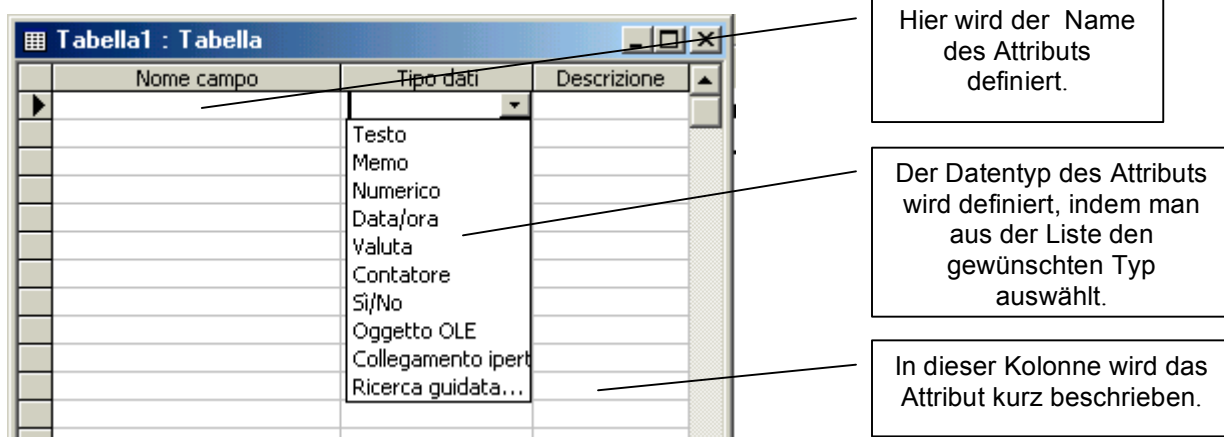 Tabella1 : Tabella
Nome campo Tipo dati Descrizione
Testo
Memo
Numerico
Data/ora
Valuta
Contatore
Sì/No
Oggetto OLE
Collegamento ipert
Ricerca guidata...
Hier wird der Name
des Attributs
definiert.
Der Datentyp des Attributs
wird definiert, indem man
aus der Liste den
gewünschten Typ
auswählt.
In dieser Kolonne wird das
Attribut kurz beschrieben.